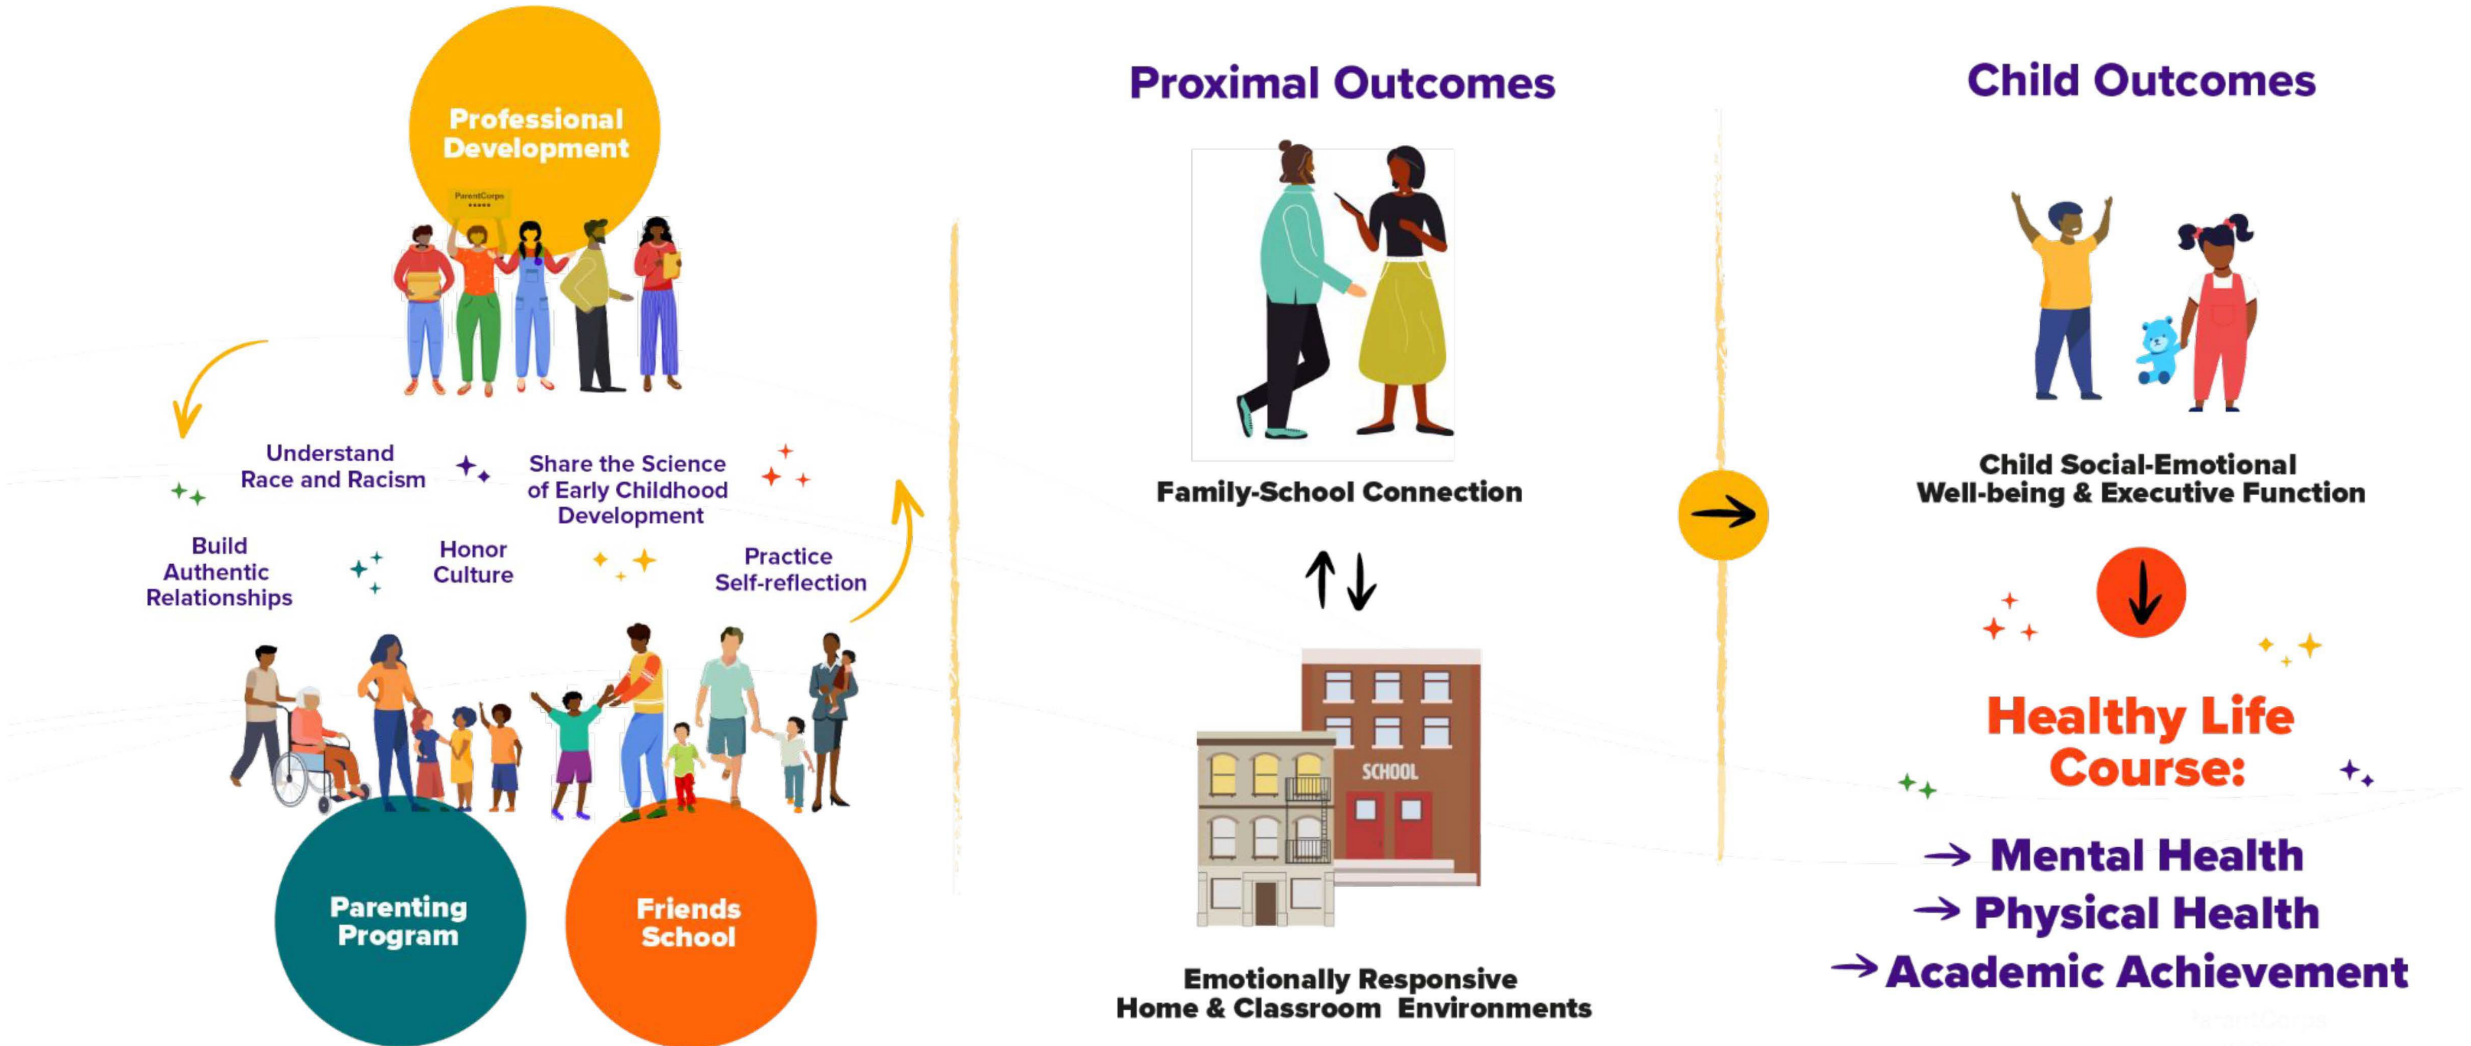 Professional
Development
ParentCorps
Understand
Race and Racism
Share the Science
of Early Childhood
Development
Build
Authentic
Relationships
Honor
Culture
Practice
Self-reflection
Parenting
Program
Friends
School
Proximal Outcomes
Family-School Connection
SCHOOL
Emotionally Responsive
Home & Classroom Environments
Child Outcomes
Child Social-Emotional
Well-being & Executive Function
Healthy Life
Course:
Mental Health
Physical Health
Academic Achievement
ParentCorps